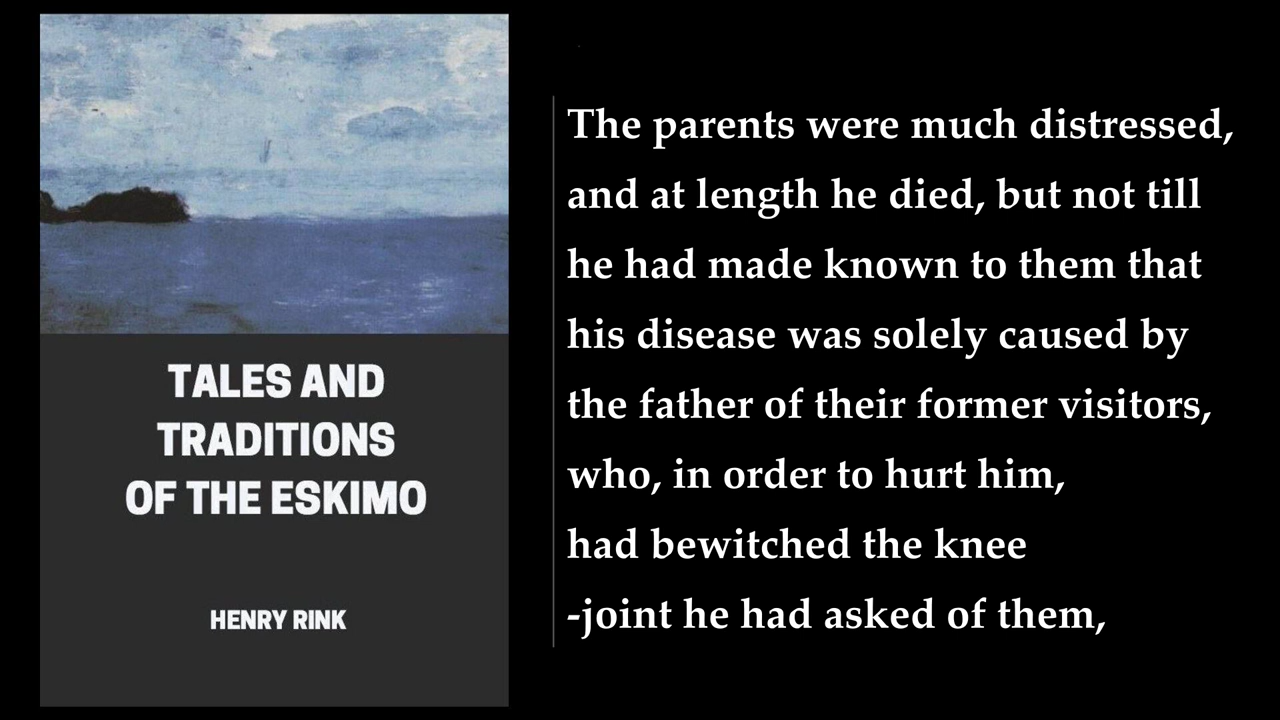 TALES AND
TRADITIONS
OF THE ESKIMO
HENRY RINK
The parents were much distressed,
and at length he died, but not till
he had made known to them that
his disease was solely caused by
the father of their former visitors,
who, in order to hurt him,
had bewitched the knee
-joint he had asked of them,